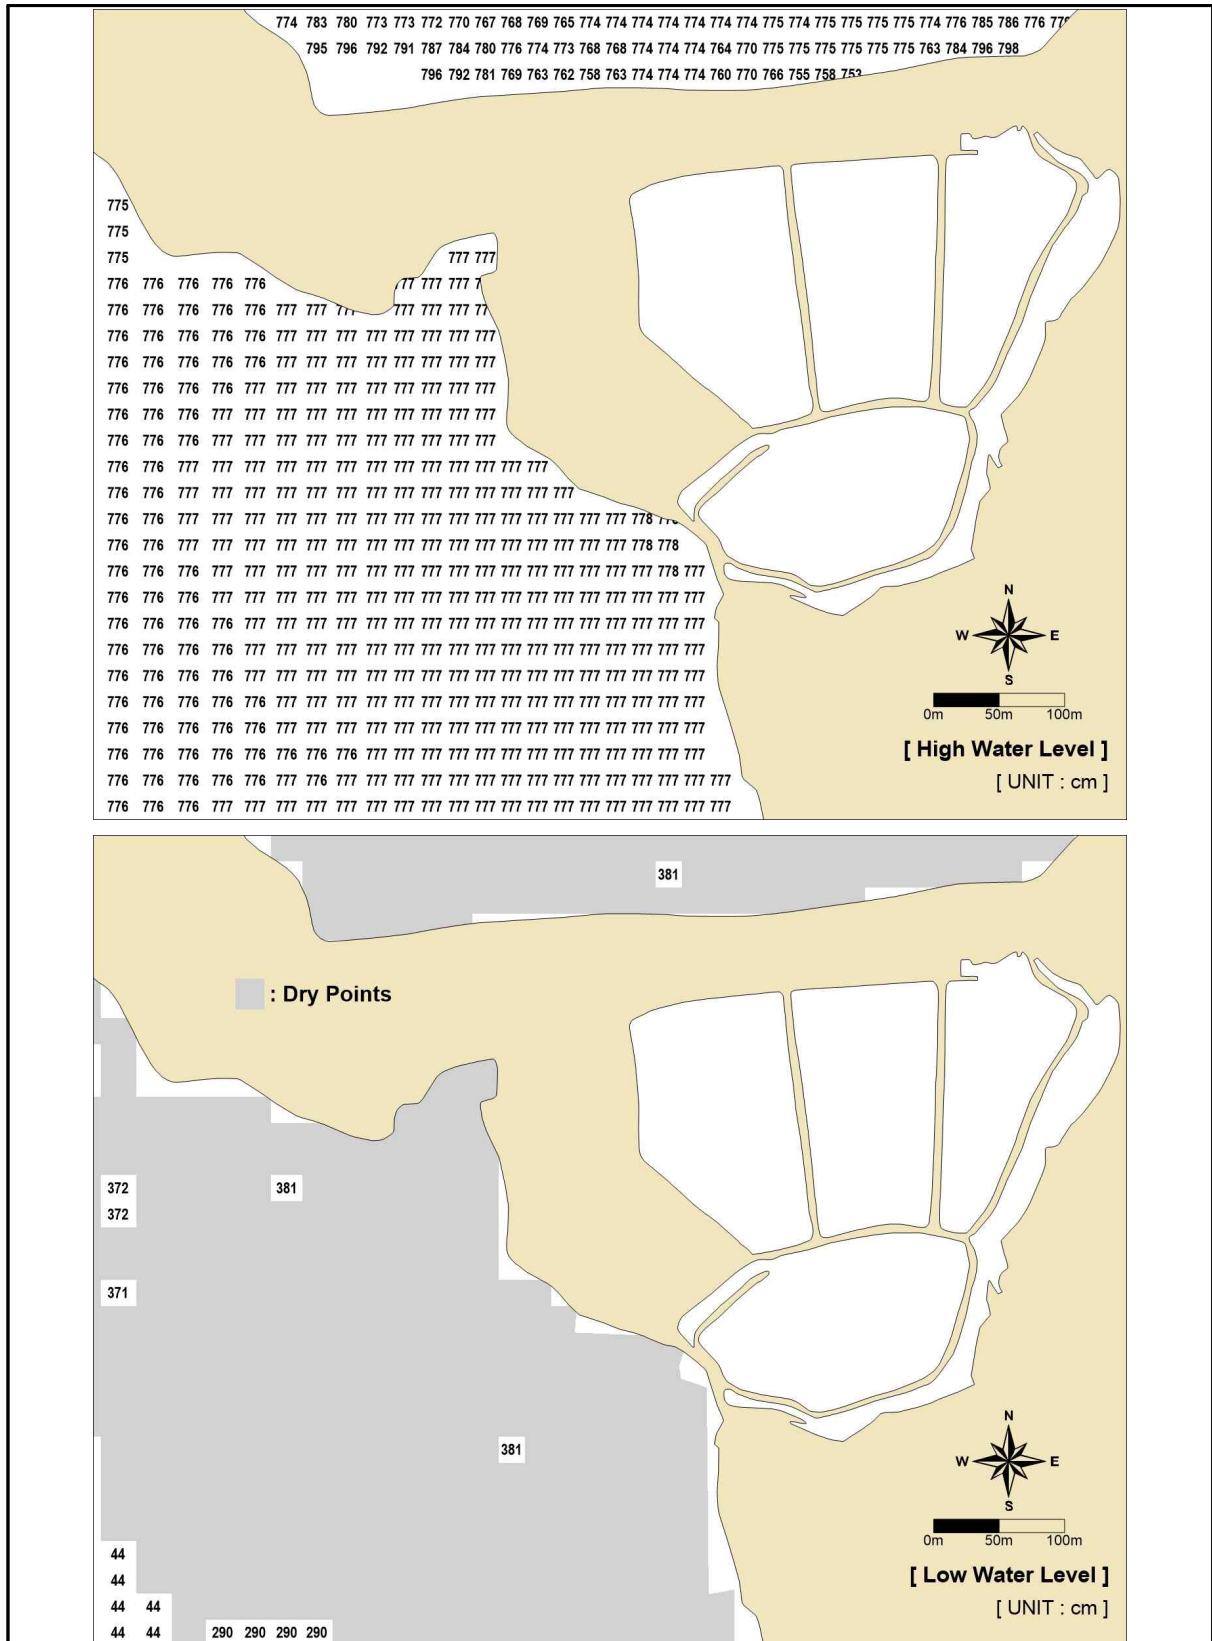 774 783 780 773 773 772 770 767 768 769 765 774 774 774 774 774 774 774 775 774 775 775 775 775 774 776 785 786 776
795 796 792 791 787 784 780 776 774 773 768 768 774 774 774 764 770 775 775 775 775 775 775 763 784 796 798
796 792 781 769 763 762 758 763 774 774 774 760 770 766 755 758 753
775
775
775 777 777
776 776 776 776 776 777 777
776 776 776 776 776 777 777 777 777 777
776 776 776 776 776 777 777 777 777 777 777 777 777
776 776 776 776 776 777 777 777 777 777 777 777 777
776 776 776 777 777 777 777 777 777 777 777 777 777
776 776 776 777 777 777 777 777 777 777 777 777 777
776 776 776 777 777 777 777 777 777 777 777 777 777
776 776 777 777 777 777 777 777 777 777 777 777 777 777 777
776 776 777 777 777 777 777 777 777 777 777 777 777 777 777 777
776 776 777 777 777 777 777 777 777 777 777 777 777 777 777 777 777 777 778
776 776 777 777 777 777 777 777 777 777 777 777 777 777 777 777 777 777 778 778
776 776 776 777 777 777 777 777 777 777 777 777 777 777 777 777 777 777 777 778 777
776 776 776 777 777 777 777 777 777 777 777 777 777 777 777 777 777 777 777 777 777
776 776 776 776 777 777 777 777 777 777 777 777 777 777 777 777 777 777 777 777 777
776 776 776 776 777 777 777 777 777 777 777 777 777 777 777 777 777 777 777 777 777
776 776 776 776 777 777 777 777 777 777 777 777 777 777 777 777 777 777 777 777 777
776 776 776 776 776 777 777 777 777 777 777 777 777 777 777 777 777 777 777 777 777
776 776 776 776 776 777 777 777 777 777 777 777 777 777 777 777 777 777 777 777 777
776 776 776 776 776 776 776 776 777 777 777 777 777 777 777 777 777 777 777 777 777
776 776 776 776 776 777 776 777 777 777 777 777 777 777 777 777 777 777 777 777 777 777
776 776 776 777 777 777 777 777 777 777 777 777 777 777 777 777 777 777 777 777 777 777
N
W E
S
0m 50m 100m
[ High Water Level ]
[ UNIT : cm ]
381
: Dry Points
372 381
372
371
381
44
44
44 44
44 44 290 290 290 290
N
W E
S
0m 50m 100m
[ Low Water Level ]
[ UNIT : cm ]